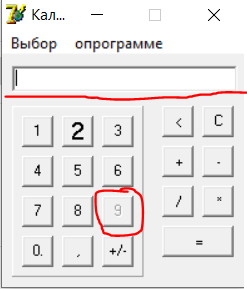 Кал...
Выбор опрограмме
1 2 3 < C
4 5 6 + -
7 8 9 / *
0. , +/- =